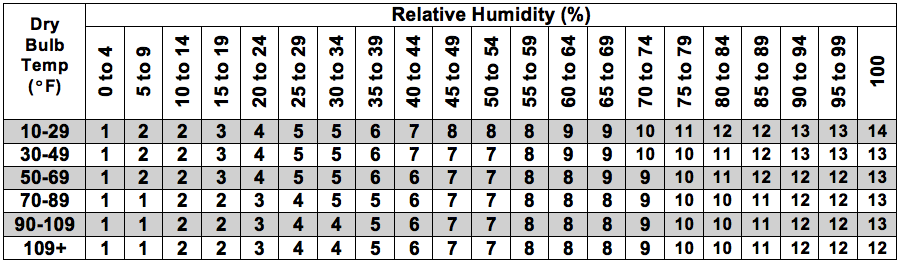 Relative Humidity (%)
Dry Bulb Temp (°F) 0 to 4 5 to 9 10 to 14 15 to 19 20 to 24 25 to 29 30 to 34 35 to 39 40 to 44 45 to 49 50 to 54 55 to 59 60 to 64 65 to 69 70 to 74 75 to 79 80 to 84 85 to 89 90 to 94 95 to 99 100
10-29 1 2 2 3 4 5 5 6 7 8 8 8 9 9 10 11 12 12 13 13 14
30-49 1 2 2 3 4 5 5 6 7 7 7 8 9 9 10 10 11 12 13 13 13
50-69 1 2 2 3 4 5 5 6 6 7 7 8 8 9 9 10 11 12 12 12 13
70-89 1 1 2 2 3 4 5 5 6 7 7 8 8 8 9 10 10 11 12 12 13
90-109 1 1 2 2 3 4 4 5 6 7 7 8 8 8 9 10 10 11 12 12 13
109+ 1 1 2 2 3 4 4 5 6 7 7 8 8 8 9 10 10 11 12 12 12